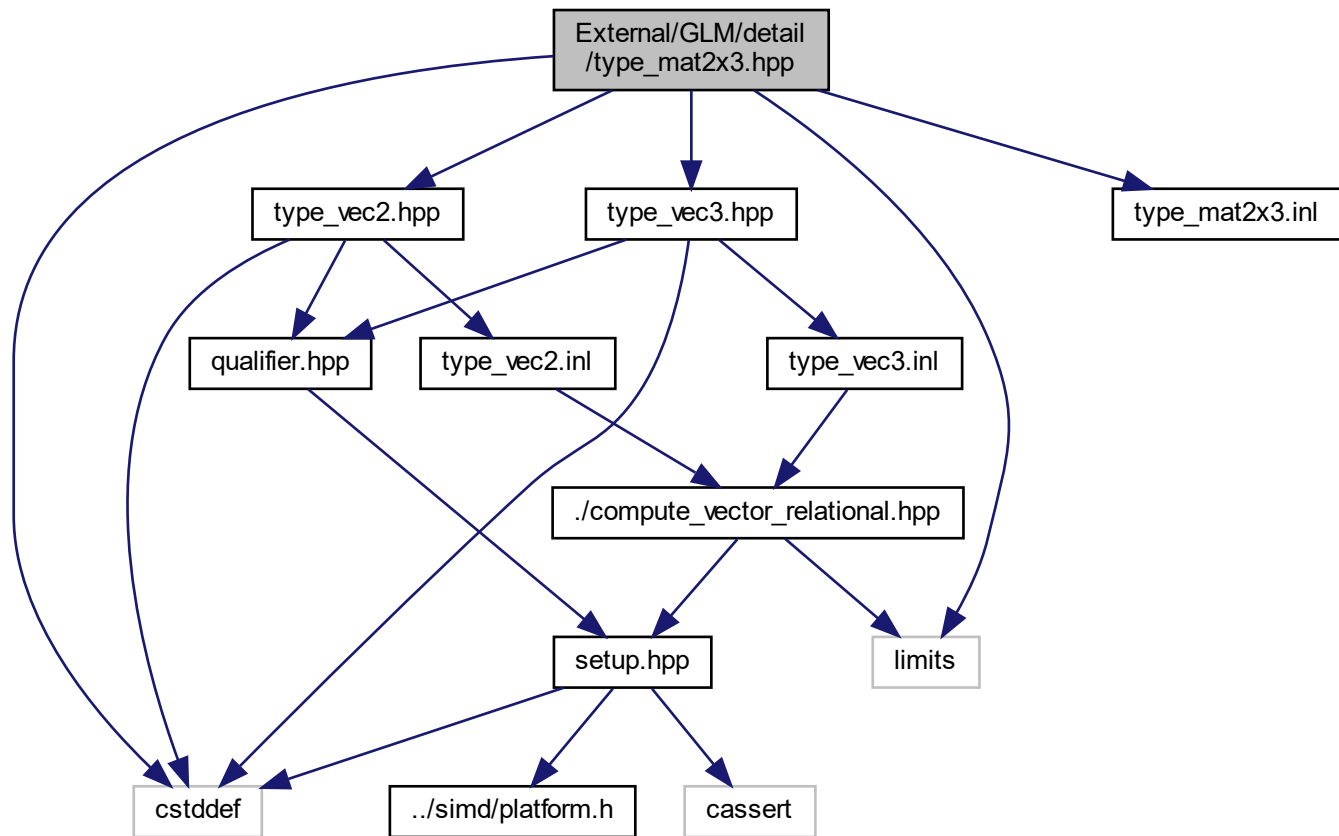 External/GLM/detail
/type_mat2x3.hpp
type_vec2.hpp
type_vec3.hpp
type_mat2x3.inl
qualifier.hpp
type_vec2.inl
type_vec3.inl
./compute_vector_relational.hpp
setup.hpp
limits
cstddef
../simd/platform.h
cassert